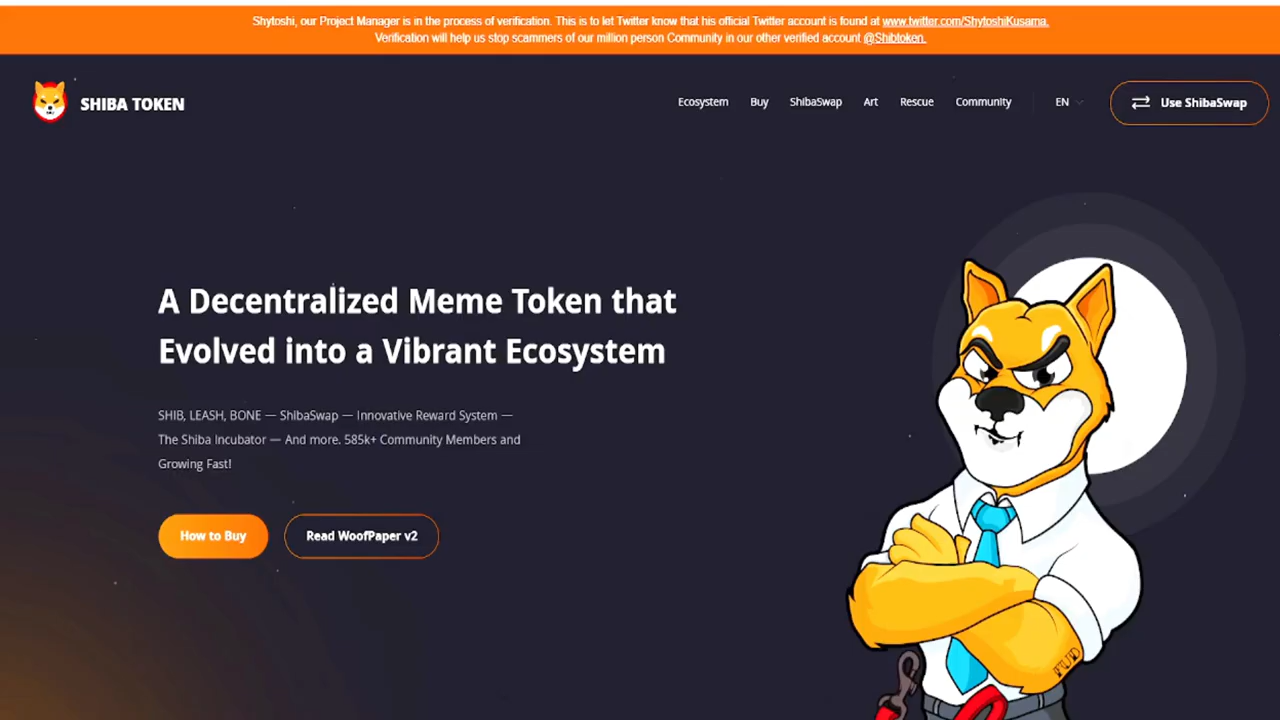 Shytoshi, our Project Manager is in the process of verification. This is to let Twitter know that his official Twitter account is found at www.twitter.com/ShytoshiKusama.
Verification will help us stop scammers of our million person Community in our other verified account @Shibtoken.
SHIBA TOKEN
Ecosystem Buy ShibaSwap Art Rescue Community EN Use ShibaSwap
A Decentralized Meme Token that
Evolved into a Vibrant Ecosystem
SHIB, LEASH, BONE — ShibaSwap — Innovative Reward System —
The Shiba Incubator — And more. 585k+ Community Members and
Growing Fast!
How to Buy Read WoofPaper v2
FUD